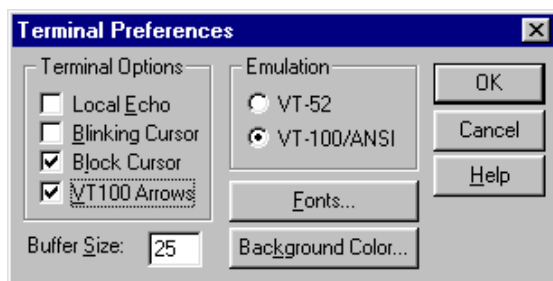 Terminal Preferences
Terminal Options
Local Echo
Blinking Cursor
Block Cursor
VT100 Arrows
Buffer Size: 25
Emulation
VT-52
VT-100/ANSI
Fonts...
Background Color...
OK
Cancel
Help